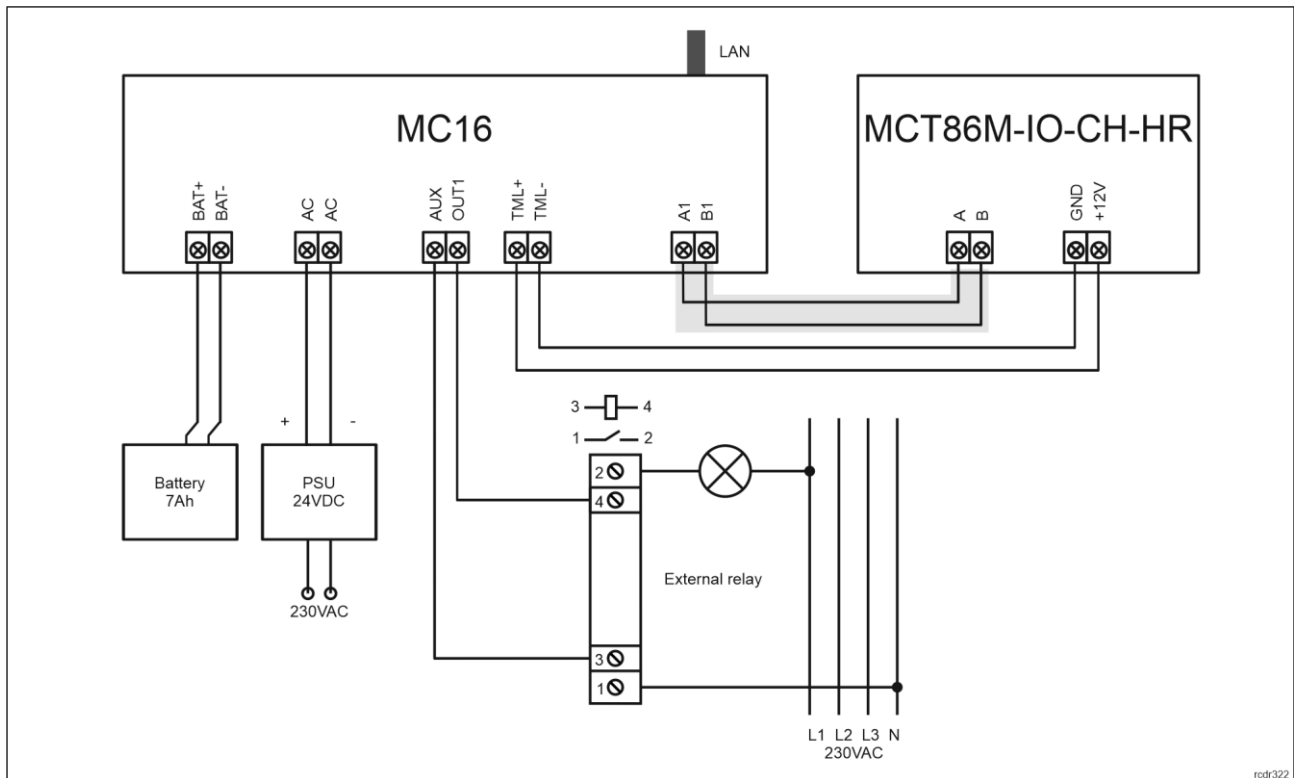 LAN
MC16
MCT86M-IO-CH-HR
BAT+
BAT-
AC
AC
AUX
OUT1
TML+
TML-
A1
B1
A
B
GND
+12V
3 4
1 2
+ -
Battery
7Ah
PSU
24VDC
230VAC
2
4
External relay
3
1
L1 L2 L3 N
230VAC
rcdr322